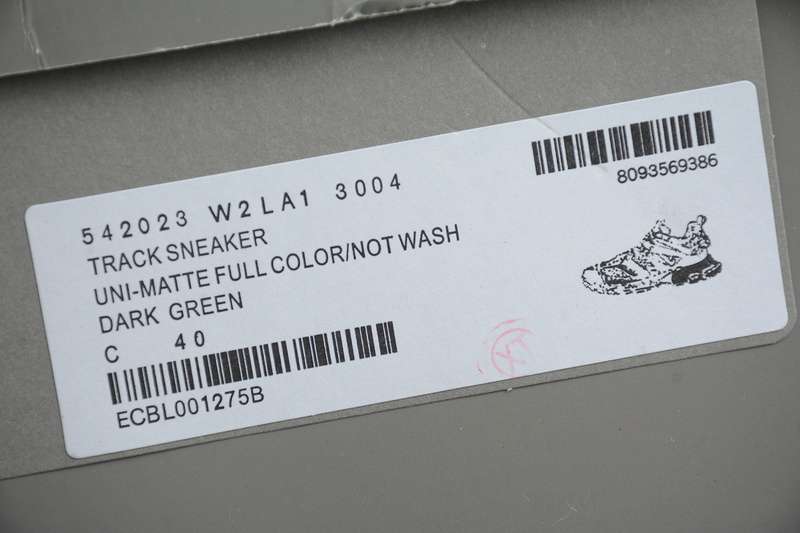 542023 W2LA1 3004
8093569386
TRACK SNEAKER
UNI-MATTE FULL COLOR/NOT WASH
DARK GREEN
C 40
ECBL001275B